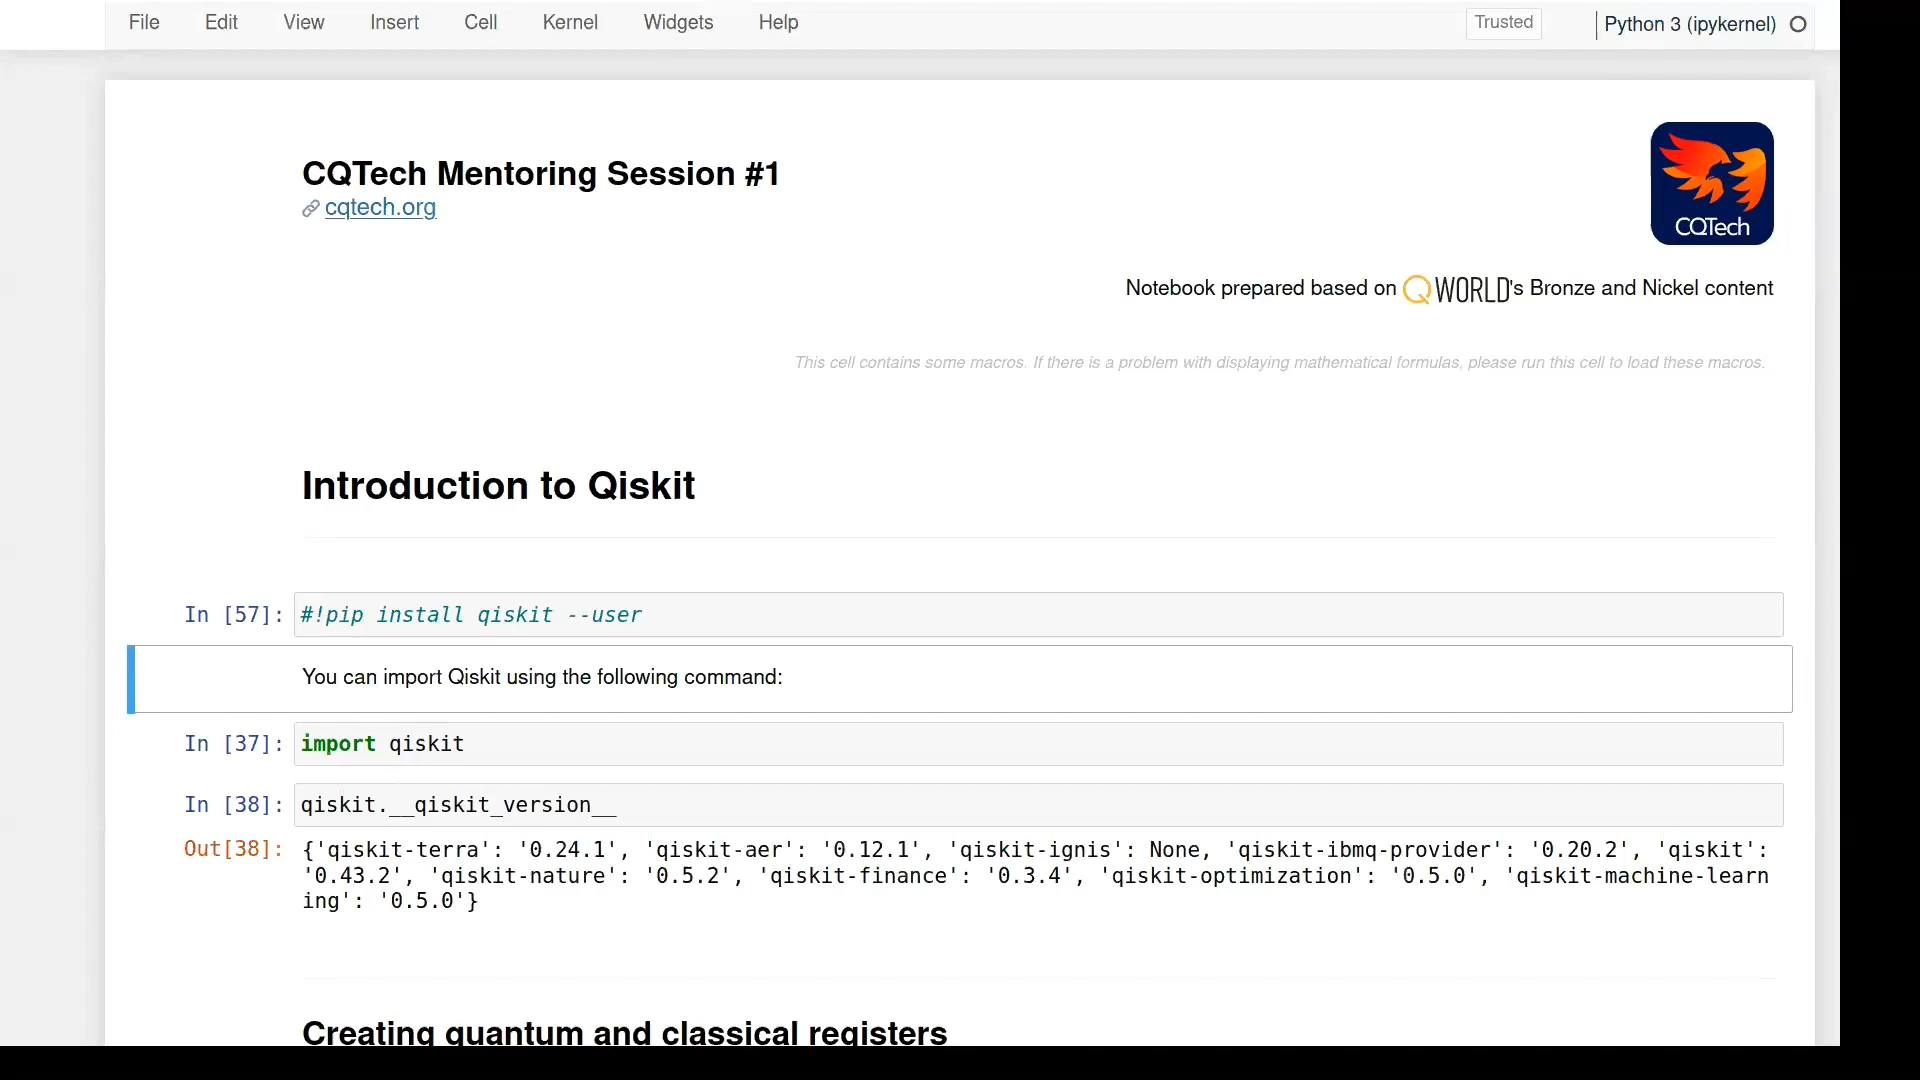 File Edit View Insert Cell Kernel Widgets Help Trusted Python 3 (ipykernel)
CQTech Mentoring Session #1
cqtech.org
CQTech
Notebook prepared based on QWORLD's Bronze and Nickel content
This cell contains some macros. If there is a problem with displaying mathematical formulas, please run this cell to load these macros.
Introduction to Qiskit
In [57]: #!pip install qiskit --user
You can import Qiskit using the following command:
In [37]: import qiskit
In [38]: qiskit.__qiskit_version__
Out[38]: {'qiskit-terra': '0.24.1', 'qiskit-aer': '0.12.1', 'qiskit-ignis': None, 'qiskit-ibmq-provider': '0.20.2', 'qiskit':
'0.43.2', 'qiskit-nature': '0.5.2', 'qiskit-finance': '0.3.4', 'qiskit-optimization': '0.5.0', 'qiskit-machine-learn
ing': '0.5.0'}
Creating quantum and classical registers